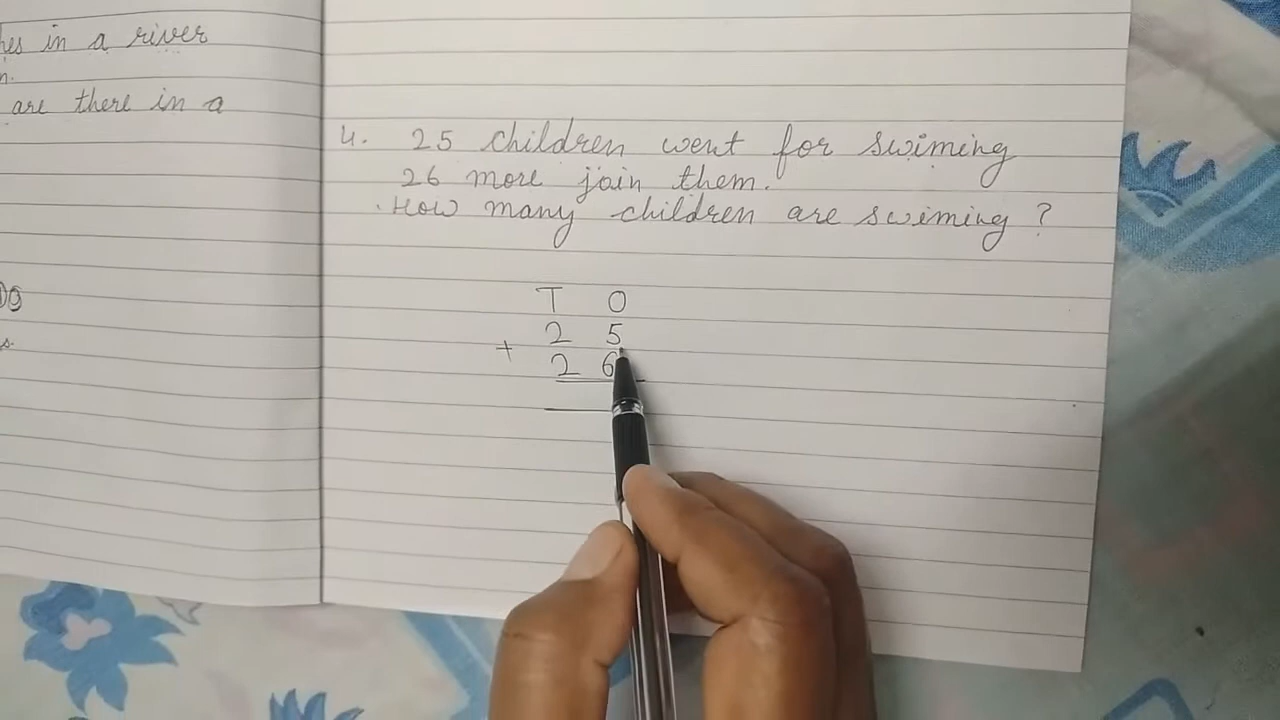 in a river
are there in a
4. 25 children went for swiming
26 more join them.
How many children are swiming ?
T O
2 5
+
2 6